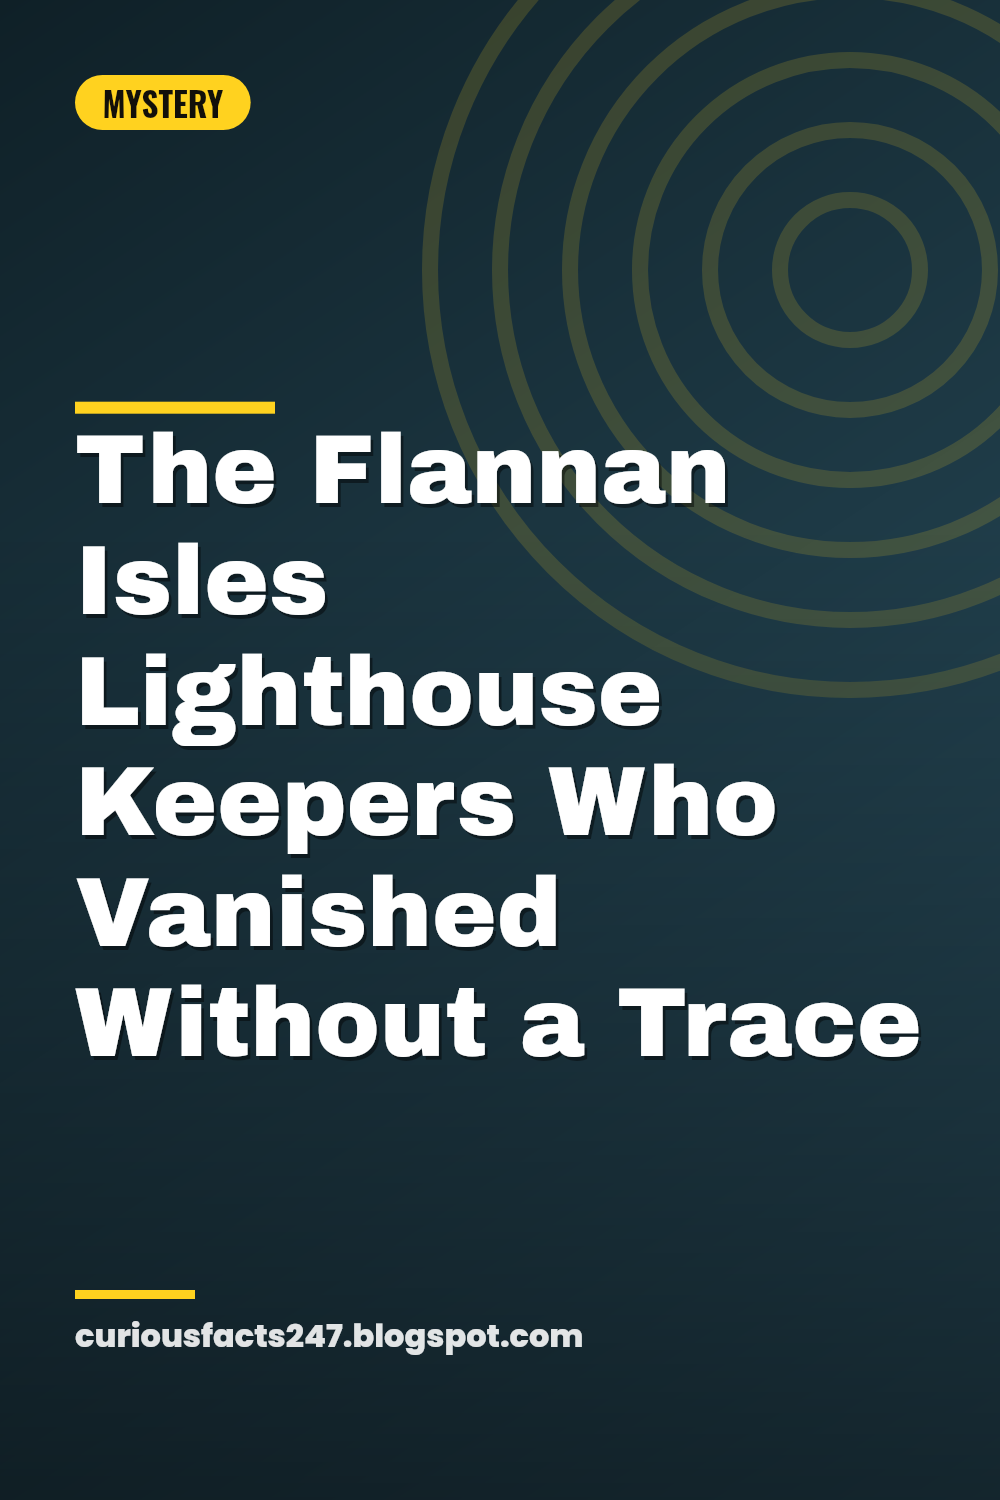 MYSTERY
The Flannan
Isles
Lighthouse
Keepers Who
Vanished
Without a Trace
curiousfacts247.blogspot.com